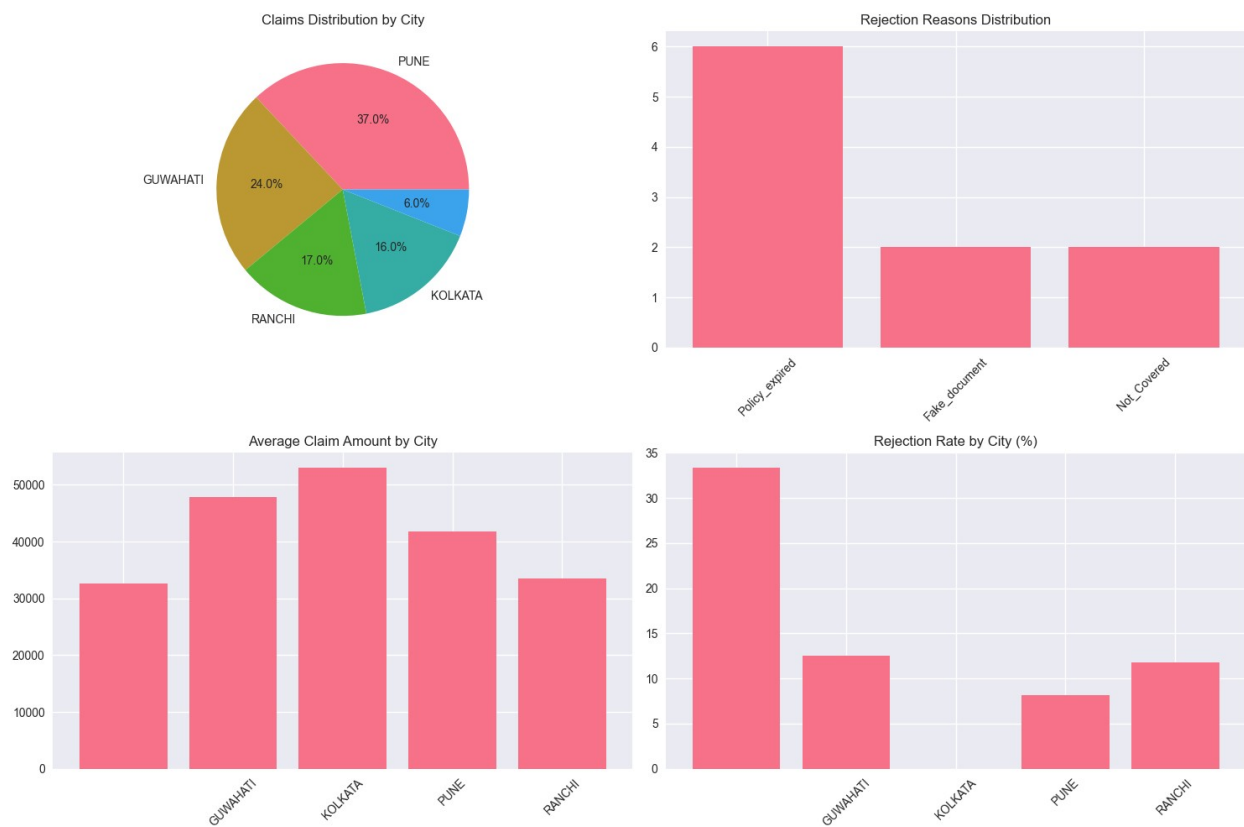 Claims Distribution by City
PUNE
37.0%
GUWAHATI
24.0%
6.0%
16.0%
17.0%
KOLKATA
RANCHI
Rejection Reasons Distribution
6
5
4
3
2
1
0
Policy_expired
Fake_document
Not_Covered
Average Claim Amount by City
50000
40000
30000
20000
10000
0
GUWAHATI
KOLKATA
PUNE
RANCHI
Rejection Rate by City (%)
35
30
25
20
15
10
5
0
GUWAHATI
KOLKATA
PUNE
RANCHI